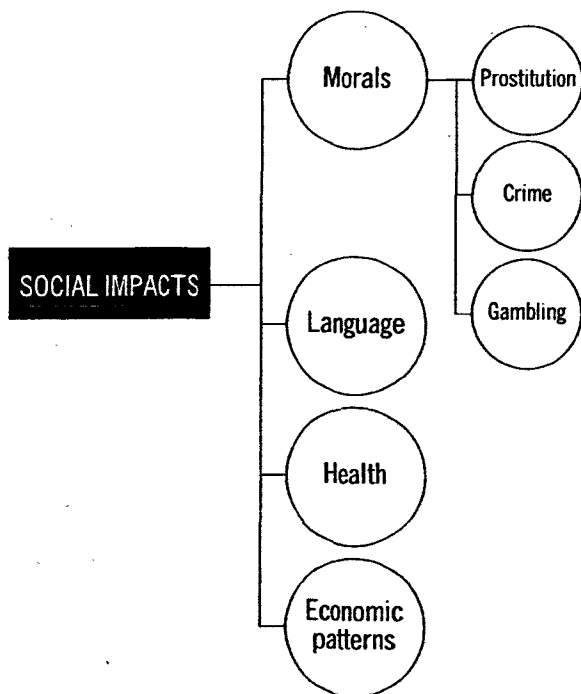 Morals
Prostitution
Crime
SOCIAL IMPACTS
Gambling
Language
Health
Economic
patterns